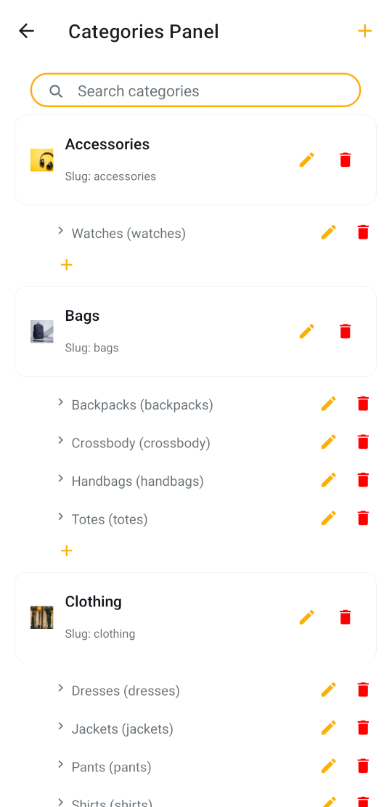 Categories Panel
Search categories
Accessories
Slug: accessories
Watches (watches)
Bags
Slug: bags
Backpacks (backpacks)
Crossbody (crossbody)
Handbags (handbags)
Totes (totes)
Clothing
Slug: clothing
Dresses (dresses)
Jackets (jackets)
Pants (pants)
Shirts (shirts)